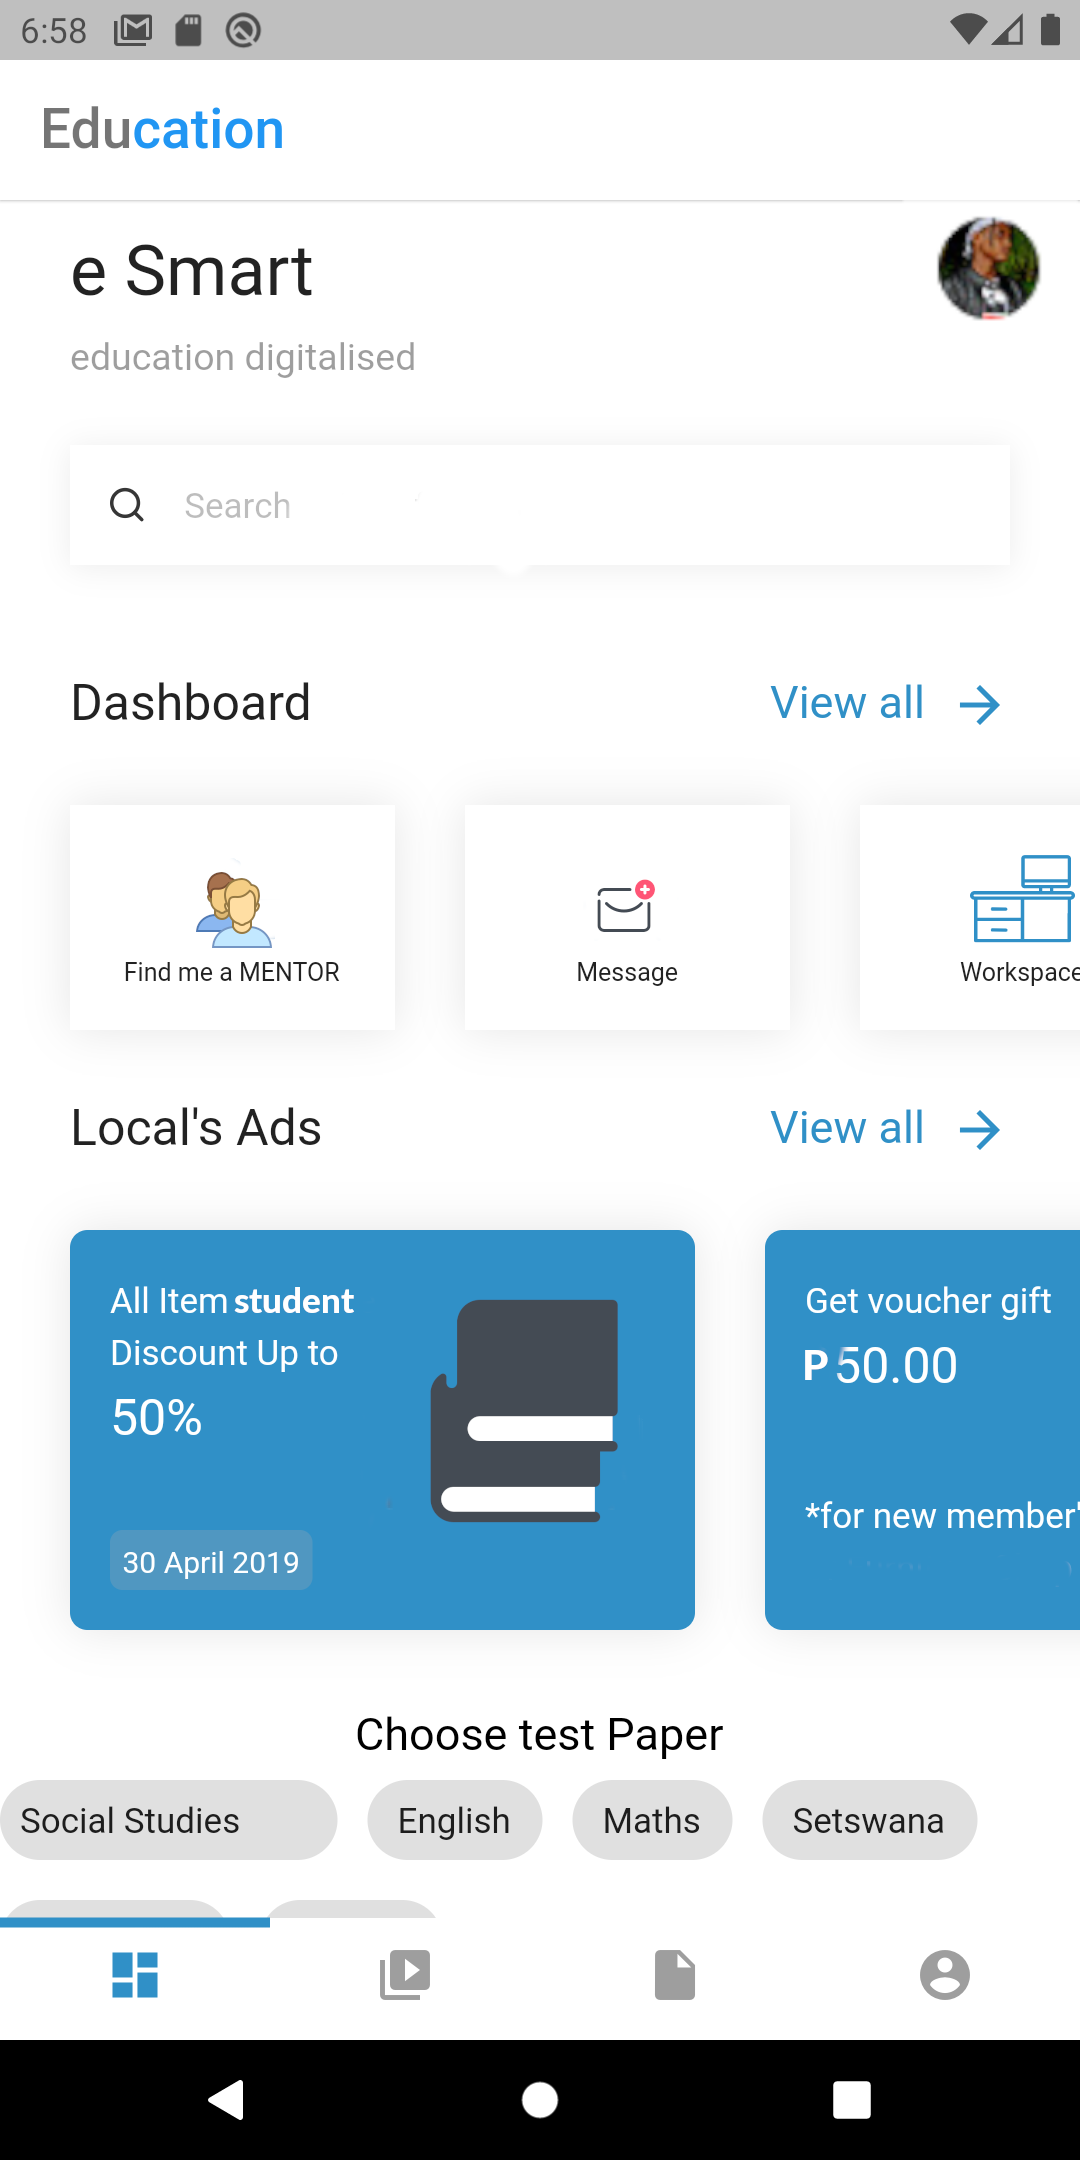 6:58
Education
e Smart
education digitalised
Search
Dashboard
View all
Find me a MENTOR
Message
Workspace
Local's Ads
View all
All Item student
Discount Up to
50%
30 April 2019
Get voucher gift
P 50.00
*for new member'
Choose test Paper
Social Studies
English
Maths
Setswana